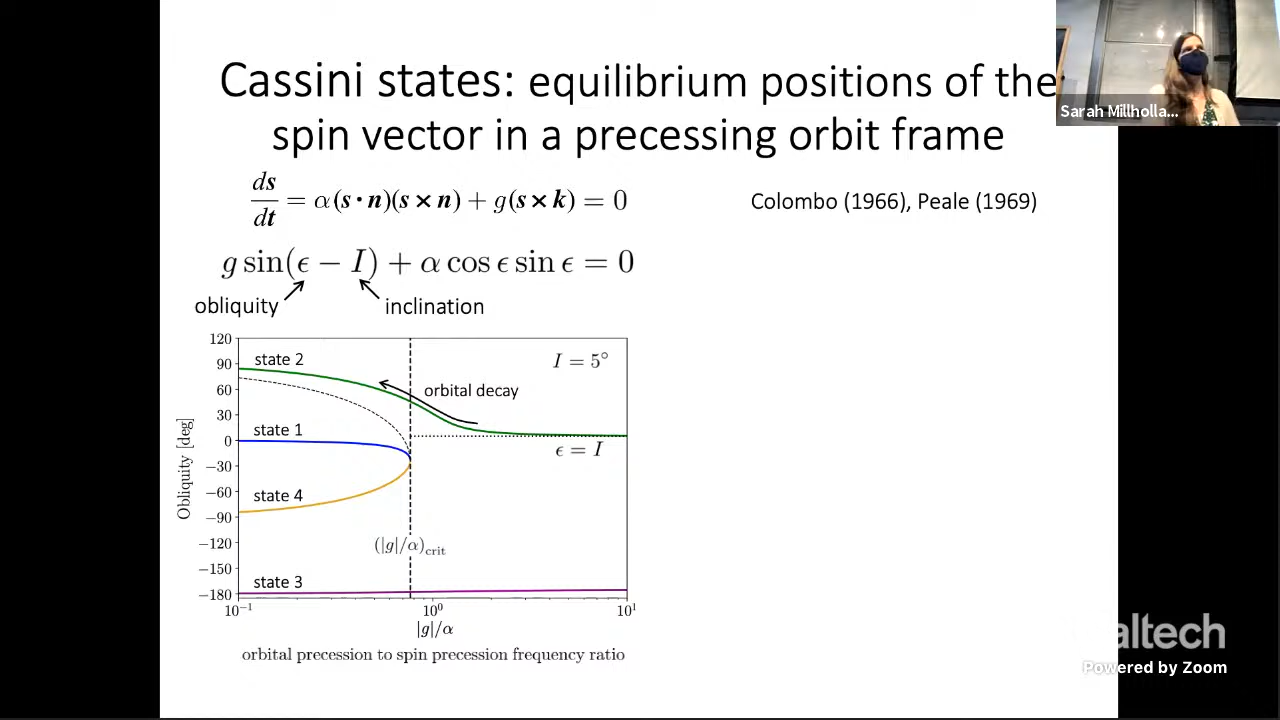 Cassini states: equilibrium positions of the
spin vector in a precessing orbit frame
Sarah Millholla...
ds/dt = α(s · n)(s × n) + g(s × k) = 0
Colombo (1966), Peale (1969)
g sin(ϵ − I) + α cos ϵ sin ϵ = 0
obliquity
inclination
120
90
60
30
0
−30
−60
−90
−120
−150
−180
Obliquity [deg]
state 2
I = 5°
orbital decay
state 1
ϵ = I
state 4
(|g|/α)crit
state 3
10⁻¹
10⁰
10¹
|g|/α
orbital precession to spin precession frequency ratio
altech
Powered by Zoom